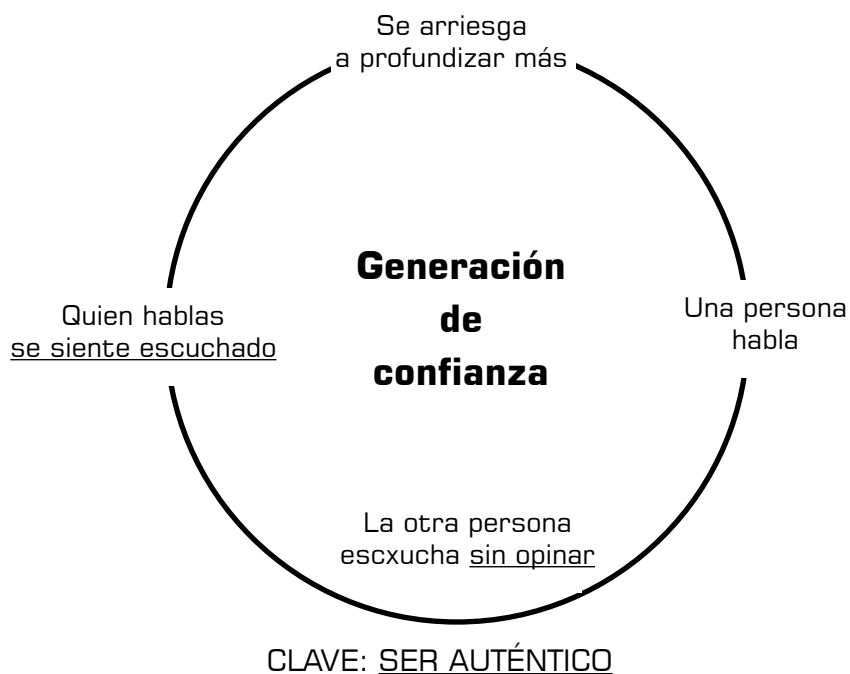 Se arriesga
a profundizar más
Generación
de
confianza
Una persona
habla
Quien hablas
se siente escuchado
La otra persona
escxucha sin opinar
CLAVE: SER AUTÉNTICO